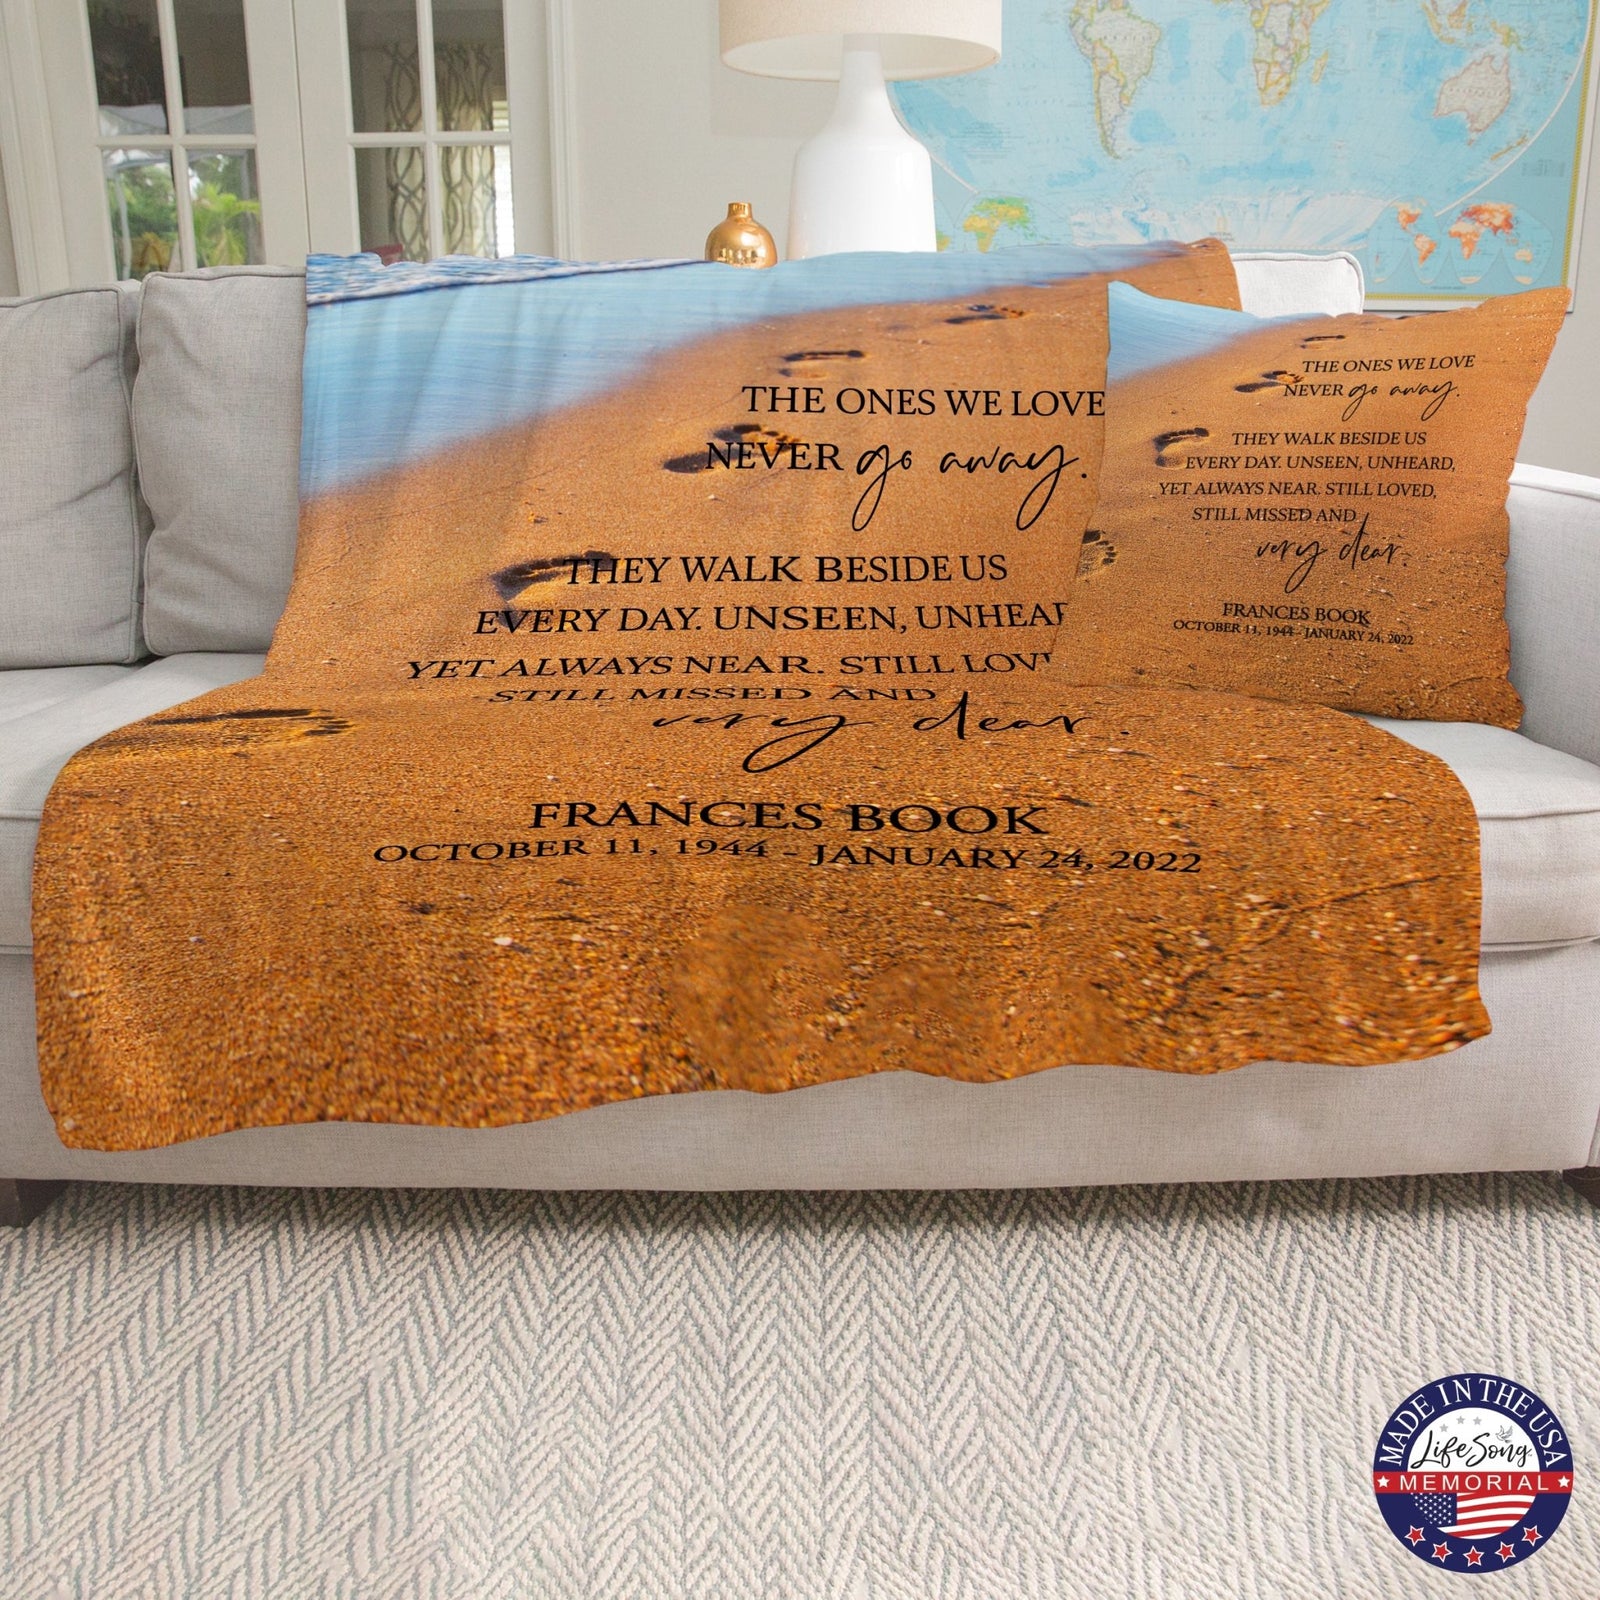 THE ONES WE LOVE
NEVER go away.
THEY WALK BESIDE US
EVERY DAY. UNSEEN, UNHEAR
YET ALWAYS NEAR. STILL LOV
STILL MISSED AND
very dear.
FRANCES BOOK
OCTOBER 11, 1944 - JANUARY 24, 2022
THE ONES WE LOVE
NEVER go away.
THEY WALK BESIDE US
EVERY DAY. UNSEEN, UNHEARD,
YET ALWAYS NEAR. STILL LOVED,
STILL MISSED AND
very dear.
FRANCES BOOK
OCTOBER 11, 1944 - JANUARY 24, 2022
MADE IN THE USA
LifeSong
MEMORIAL